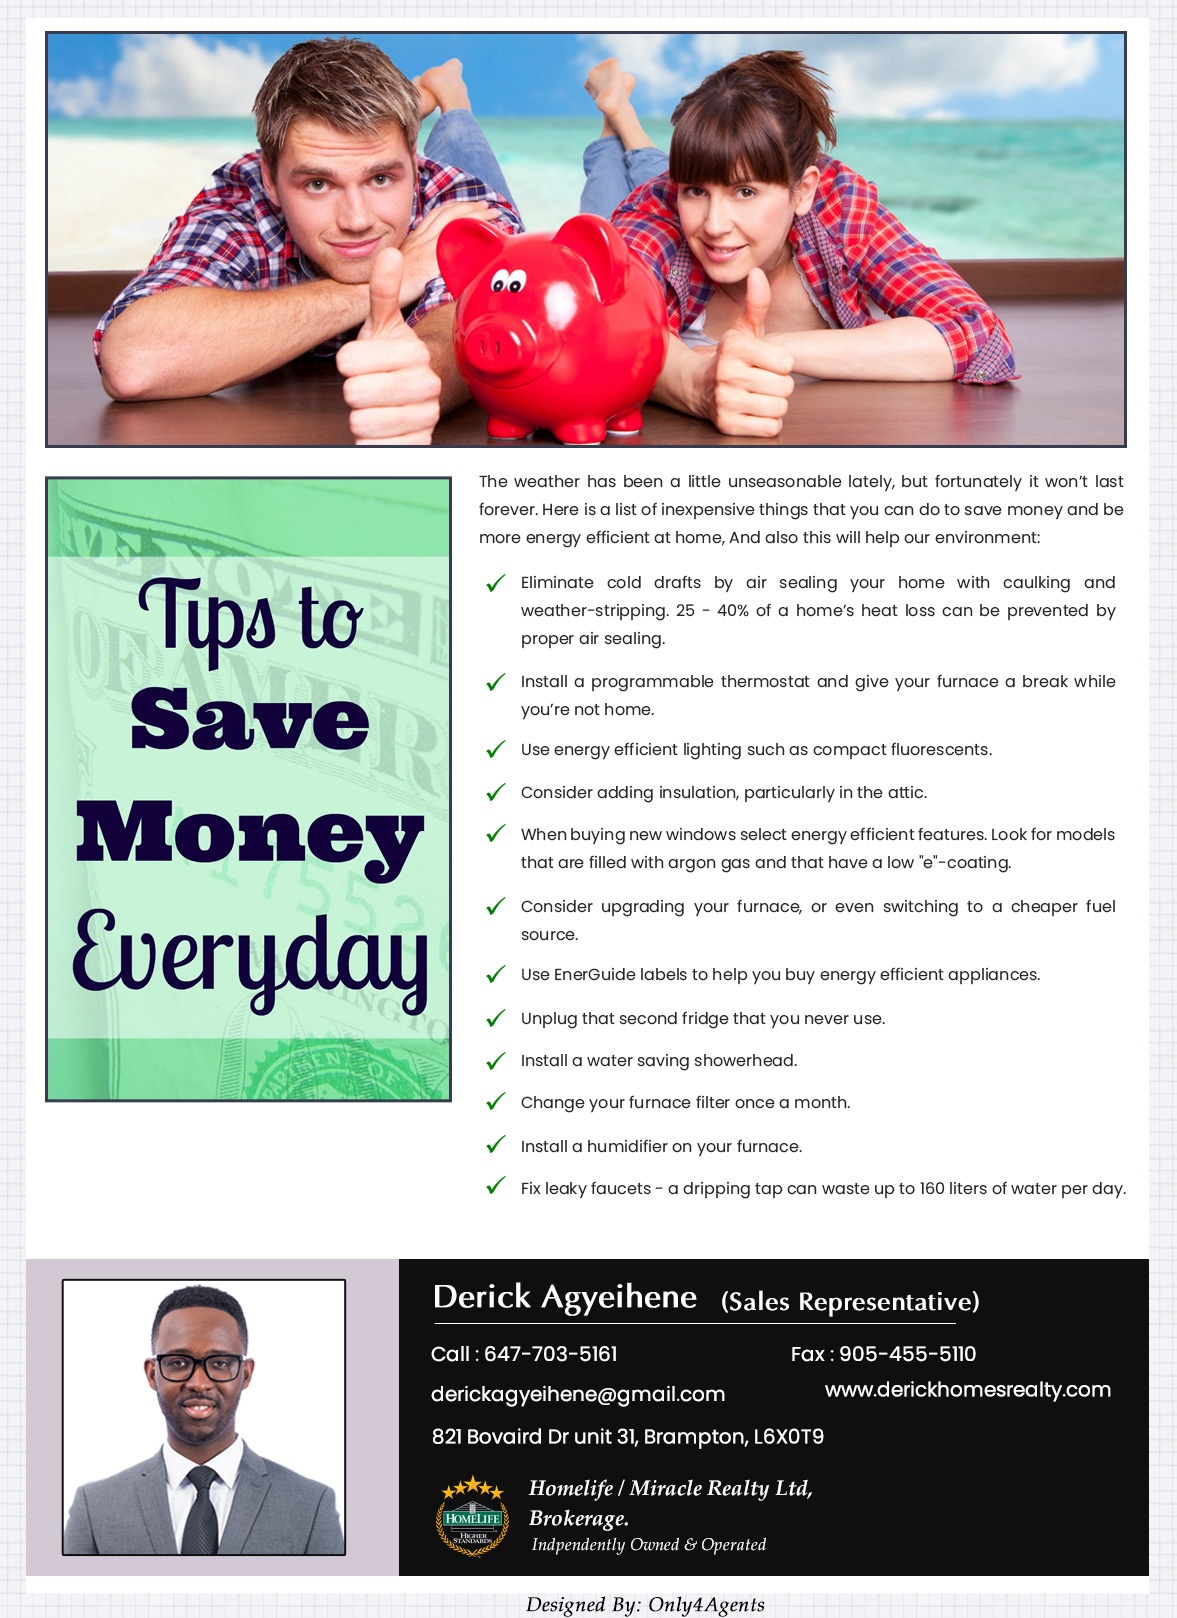 Tips to
Save
Money
Everyday
The weather has been a little unseasonable lately, but fortunately it won’t last
forever. Here is a list of inexpensive things that you can do to save money and be
more energy efficient at home, And also this will help our environment:
Eliminate cold drafts by air sealing your home with caulking and
weather-stripping. 25 - 40% of a home’s heat loss can be prevented by
proper air sealing.
Install a programmable thermostat and give your furnace a break while
you’re not home.
Use energy efficient lighting such as compact fluorescents.
Consider adding insulation, particularly in the attic.
When buying new windows select energy efficient features. Look for models
that are filled with argon gas and that have a low "e"-coating.
Consider upgrading your furnace, or even switching to a cheaper fuel
source.
Use EnerGuide labels to help you buy energy efficient appliances.
Unplug that second fridge that you never use.
Install a water saving showerhead.
Change your furnace filter once a month.
Install a humidifier on your furnace.
Fix leaky faucets - a dripping tap can waste up to 160 liters of water per day.
Derick Agyeihene (Sales Representative)
Call : 647-703-5161 Fax : 905-455-5110
derickagyeihene@gmail.com www.derickhomesrealty.com
821 Bovaird Dr unit 31, Brampton, L6X0T9
HOMELIFE
HIGHER
STANDARDS
Homelife / Miracle Realty Ltd,
Brokerage.
Indpendently Owned & Operated
Designed By: Only4Agents